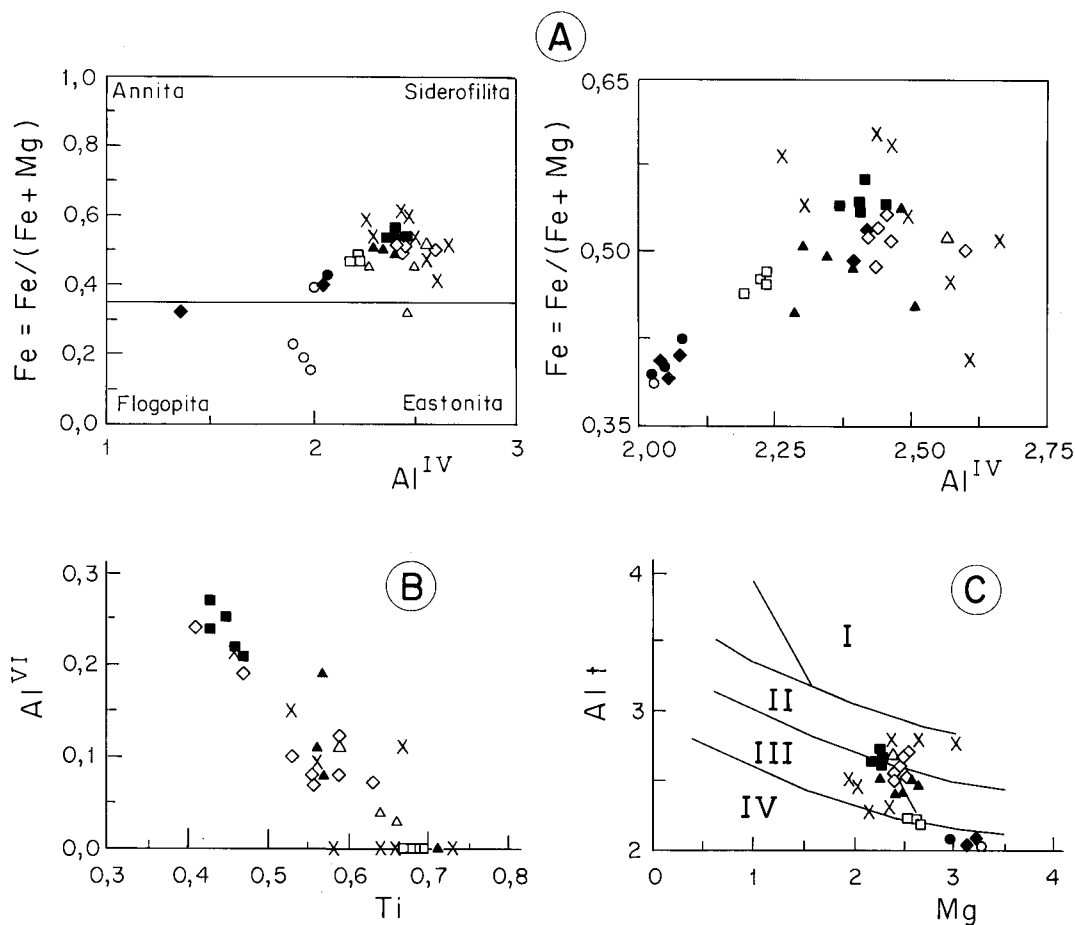 A
Fe = Fe/(Fe + Mg)
1,0
0,8
0,6
0,4
0,2
0,0
Annita
Siderofilita
Flogopita
Eastonita
1
2
3
Al IV
Fe = Fe/(Fe + Mg)
0,65
0,50
0,35
2,00
2,25
2,50
2,75
Al IV
B
Al VI
0,3
0,2
0,1
0,0
0,3
0,4
0,5
0,6
0,7
0,8
Ti
C
Al t
4
3
2
I
II
III
IV
0
1
2
3
4
Mg